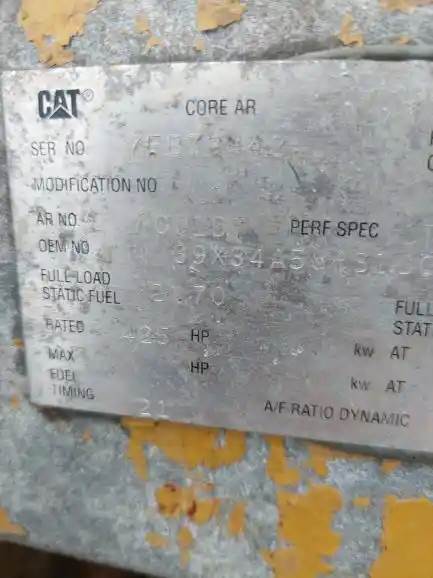 CAT® CORE AR
SER NO
MODIFICATION NO
AR NO PERF SPEC
OEM NO
FULL LOAD
STATIC FUEL 2.70 FULL
RATED 425 HP STAT
MAX HP kw AT
FUEL kw AT
TIMING 21 A/F RATIO DYNAMIC